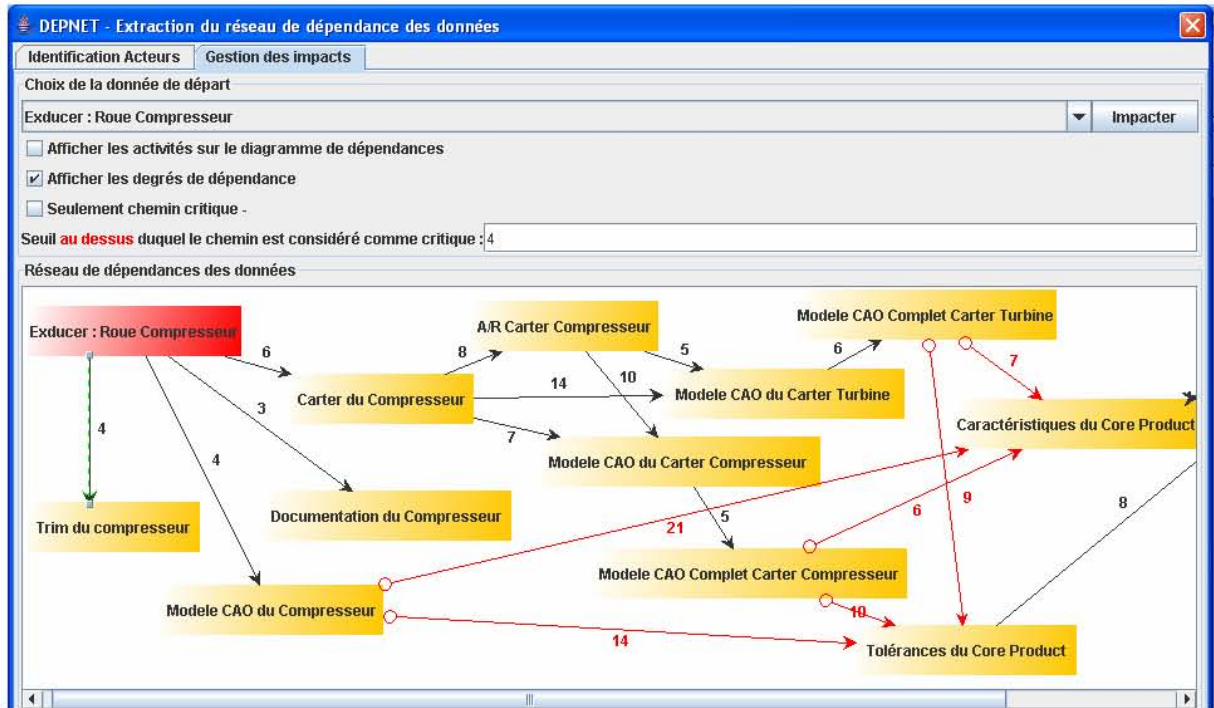 DEPNET - Extraction du réseau de dépendance des données
Identification Acteurs
Gestion des impacts
Choix de la donnée de départ
Exducer : Roue Compresseur
Impacter
Afficher les activités sur le diagramme de dépendances
Afficher les degrés de dépendance
Seulement chemin critique -
Seuil au dessus duquel le chemin est considéré comme critique : 4
Réseau de dépendances des données
Exducer : Roue Compresseur
A/R Carter Compresseur
Modele CAO Complet Carter Turbine
6
8
5
6
7
10
14
3
Carter du Compresseur
Modele CAO du Carter Turbine
Caractéristiques du Core Product
4
7
4
Modele CAO du Carter Compresseur
9
8
5
6
21
Trim du compresseur
Documentation du Compresseur
Modele CAO Complet Carter Compresseur
Modele CAO du Compresseur
10
14
Tolérances du Core Product